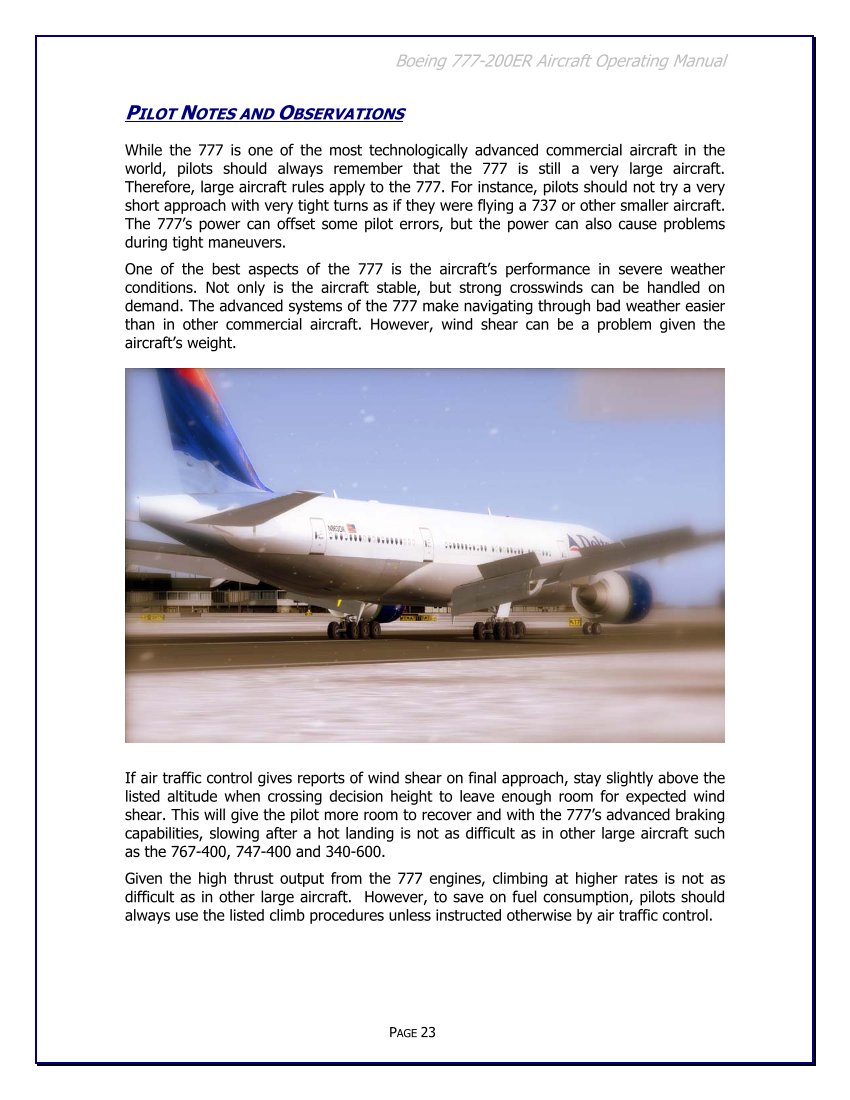 Boeing 777-200ER Aircraft Operating Manual
PILOT NOTES AND OBSERVATIONS
While the 777 is one of the most technologically advanced commercial aircraft in the
world, pilots should always remember that the 777 is still a very large aircraft.
Therefore, large aircraft rules apply to the 777. For instance, pilots should not try a very
short approach with very tight turns as if they were flying a 737 or other smaller aircraft.
The 777’s power can offset some pilot errors, but the power can also cause problems
during tight maneuvers.
One of the best aspects of the 777 is the aircraft’s performance in severe weather
conditions. Not only is the aircraft stable, but strong crosswinds can be handled on
demand. The advanced systems of the 777 make navigating through bad weather easier
than in other commercial aircraft. However, wind shear can be a problem given the
aircraft’s weight.
Delta
If air traffic control gives reports of wind shear on final approach, stay slightly above the
listed altitude when crossing decision height to leave enough room for expected wind
shear. This will give the pilot more room to recover and with the 777’s advanced braking
capabilities, slowing after a hot landing is not as difficult as in other large aircraft such
as the 767-400, 747-400 and 340-600.
Given the high thrust output from the 777 engines, climbing at higher rates is not as
difficult as in other large aircraft.  However, to save on fuel consumption, pilots should
always use the listed climb procedures unless instructed otherwise by air traffic control.
PAGE 23